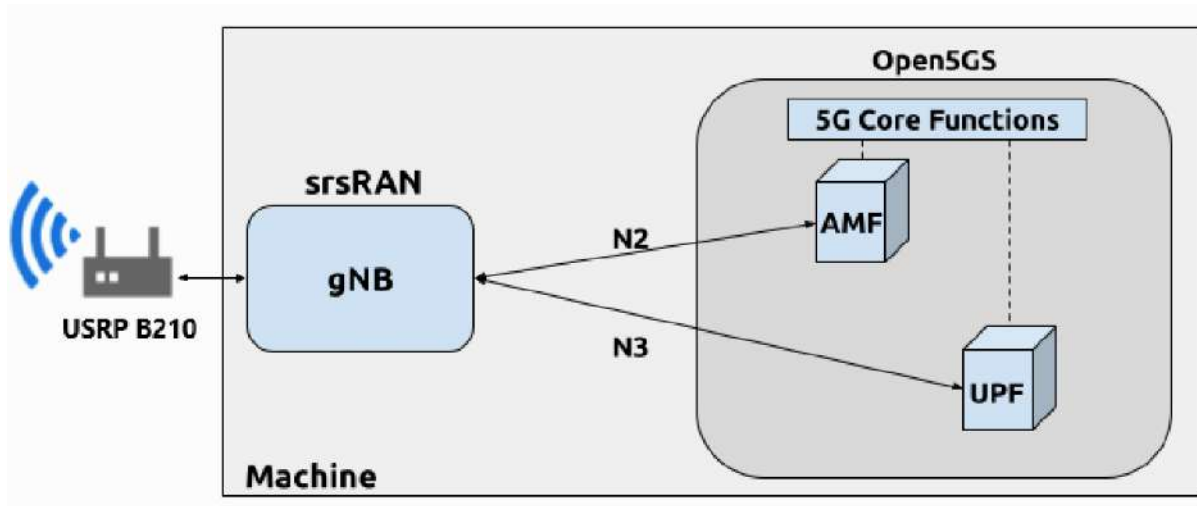 Open5GS
5G Core Functions
srsRAN
AMF
N2
gNB
USRP B210
N3
UPF
Machine